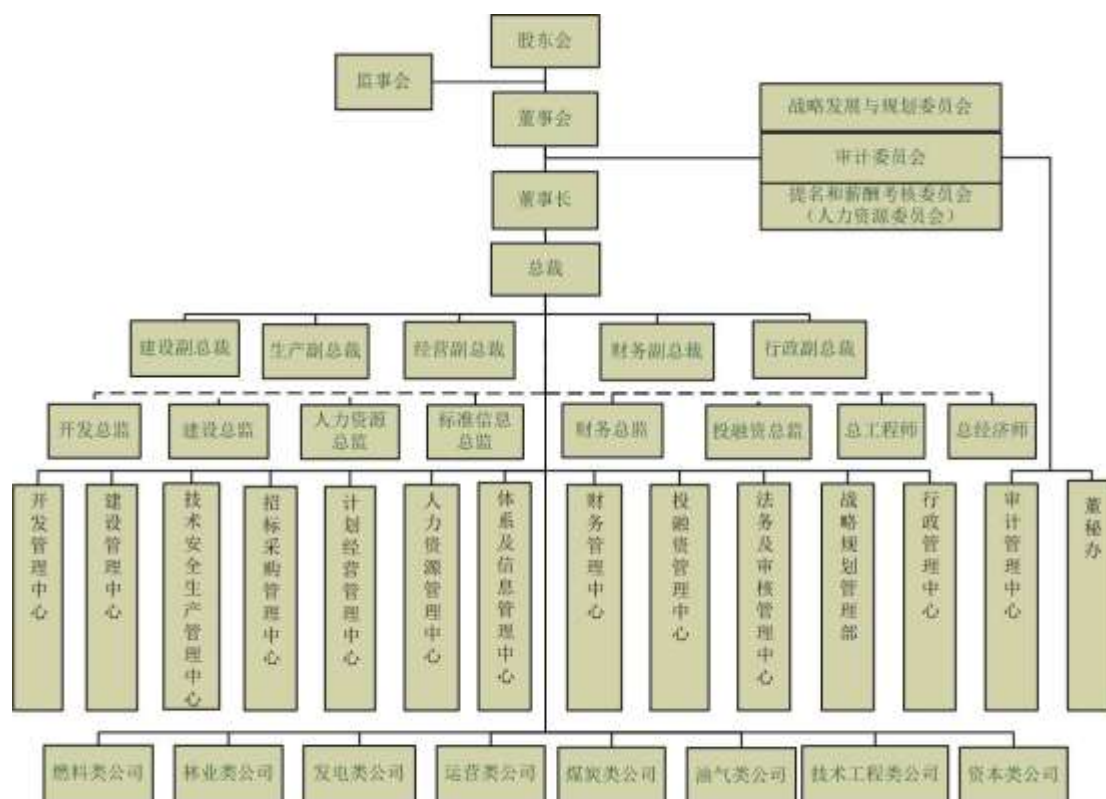 股东会
监事会
董事会
战略发展与规划委员会
审计委员会
提名和薪酬考核委员会
（人力资源委员会）
董事长
总裁
建设副总裁
生产副总裁
经营副总裁
财务副总裁
行政副总裁
开发总监
建设总监
人力资源
总监
标准信息
总监
财务总监
投融资总监
总工程师
总经济师
开发管理中心
建设管理中心
技术安全生产管理中心
招标采购管理中心
计划经营管理中心
人力资源管理中心
体系及信息管理中心
财务管理中心
投融资管理中心
法务及审核管理中心
战略规划管理部
行政管理中心
审计管理中心
董秘办
燃料类公司
林业类公司
发电类公司
运营类公司
煤炭类公司
油气类公司
技术工程类公司
资本类公司